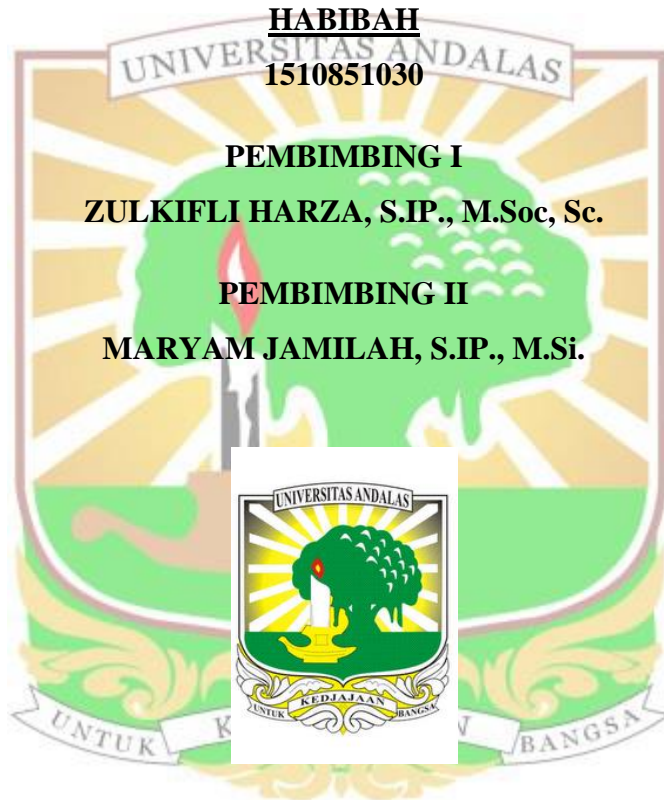 HABIBAH
UNIVERSITAS ANDALAS
1510851030
PEMBIMBING I
ZULKIFLI HARZA, S.IP., M.Soc, Sc.
PEMBIMBING II
MARYAM JAMILAH, S.IP., M.Si.
UNIVERSITAS ANDALAS
UNTUK KEDJAJAAN BANGSA
UNTUK K N BANGSA